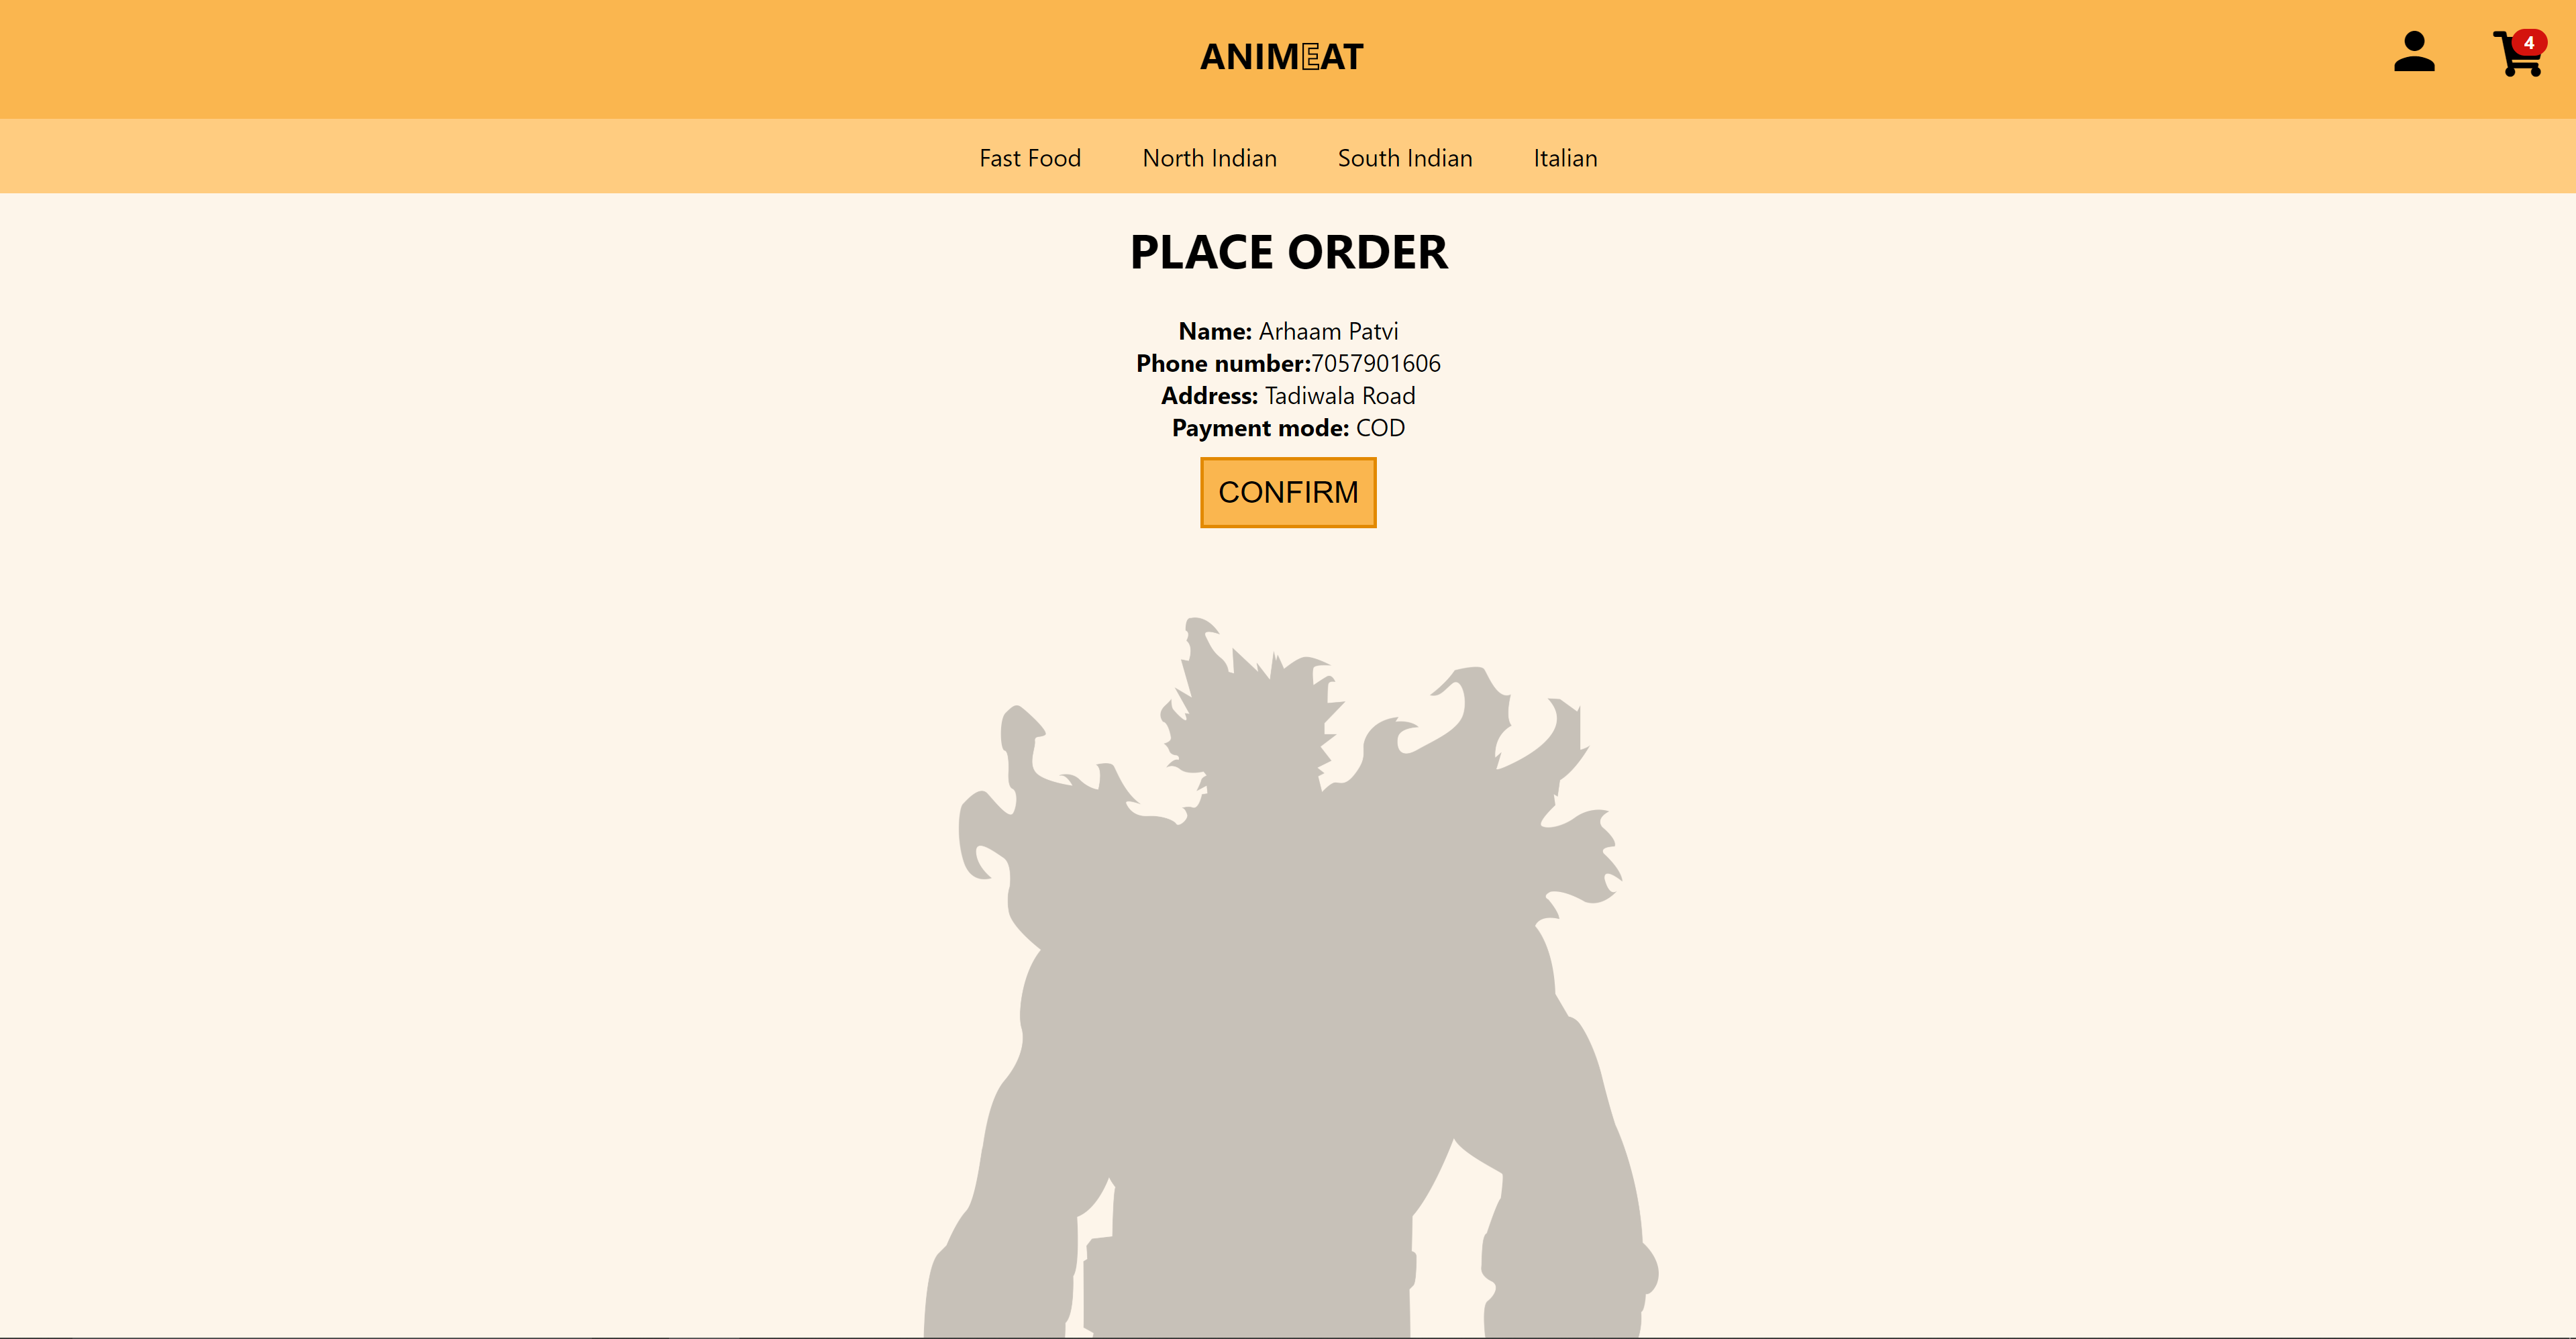 ANIMEAT
4
Fast Food North Indian South Indian Italian
PLACE ORDER
Name: Arhaam Patvi
Phone number:7057901606
Address: Tadiwala Road
Payment mode: COD
CONFIRM